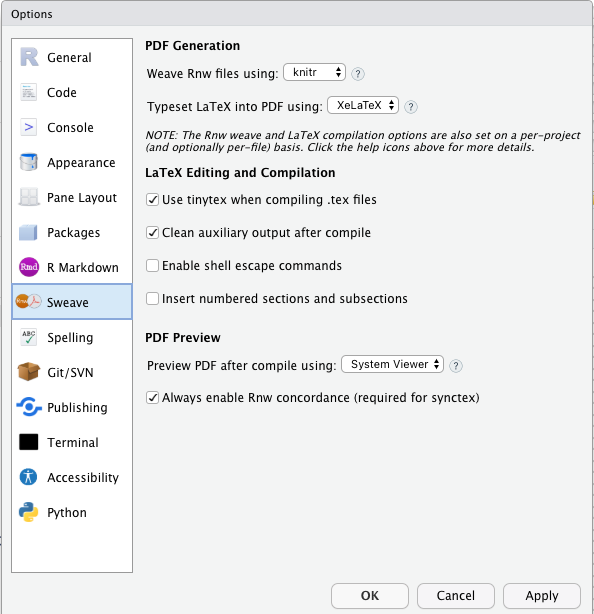 Options
General
Code
Console
Appearance
Pane Layout
Packages
Rmd R Markdown
Sweave
ABC Spelling
Git/SVN
Publishing
Terminal
Accessibility
Python
PDF Generation
Weave Rnw files using: knitr ?
Typeset LaTeX into PDF using: XeLaTeX ?
NOTE: The Rnw weave and LaTeX compilation options are also set on a per-project
(and optionally per-file) basis. Click the help icons above for more details.
LaTeX Editing and Compilation
Use tinytex when compiling .tex files
Clean auxiliary output after compile
Enable shell escape commands
Insert numbered sections and subsections
PDF Preview
Preview PDF after compile using: System Viewer ?
Always enable Rnw concordance (required for synctex)
OK Cancel Apply